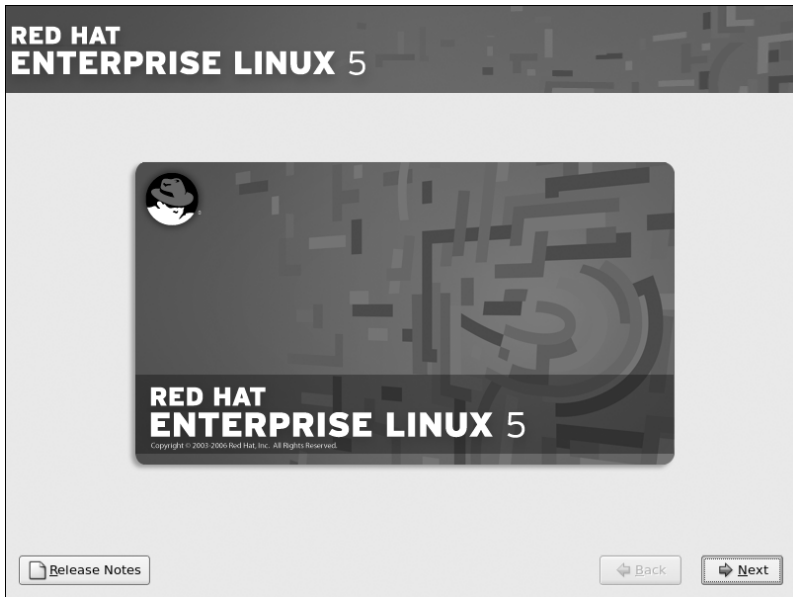 RED HAT
ENTERPRISE LINUX 5
RED HAT
ENTERPRISE LINUX 5
Copyright © 2003-2006 Red Hat, Inc. All Rights Reserved.
Release Notes
Back
Next